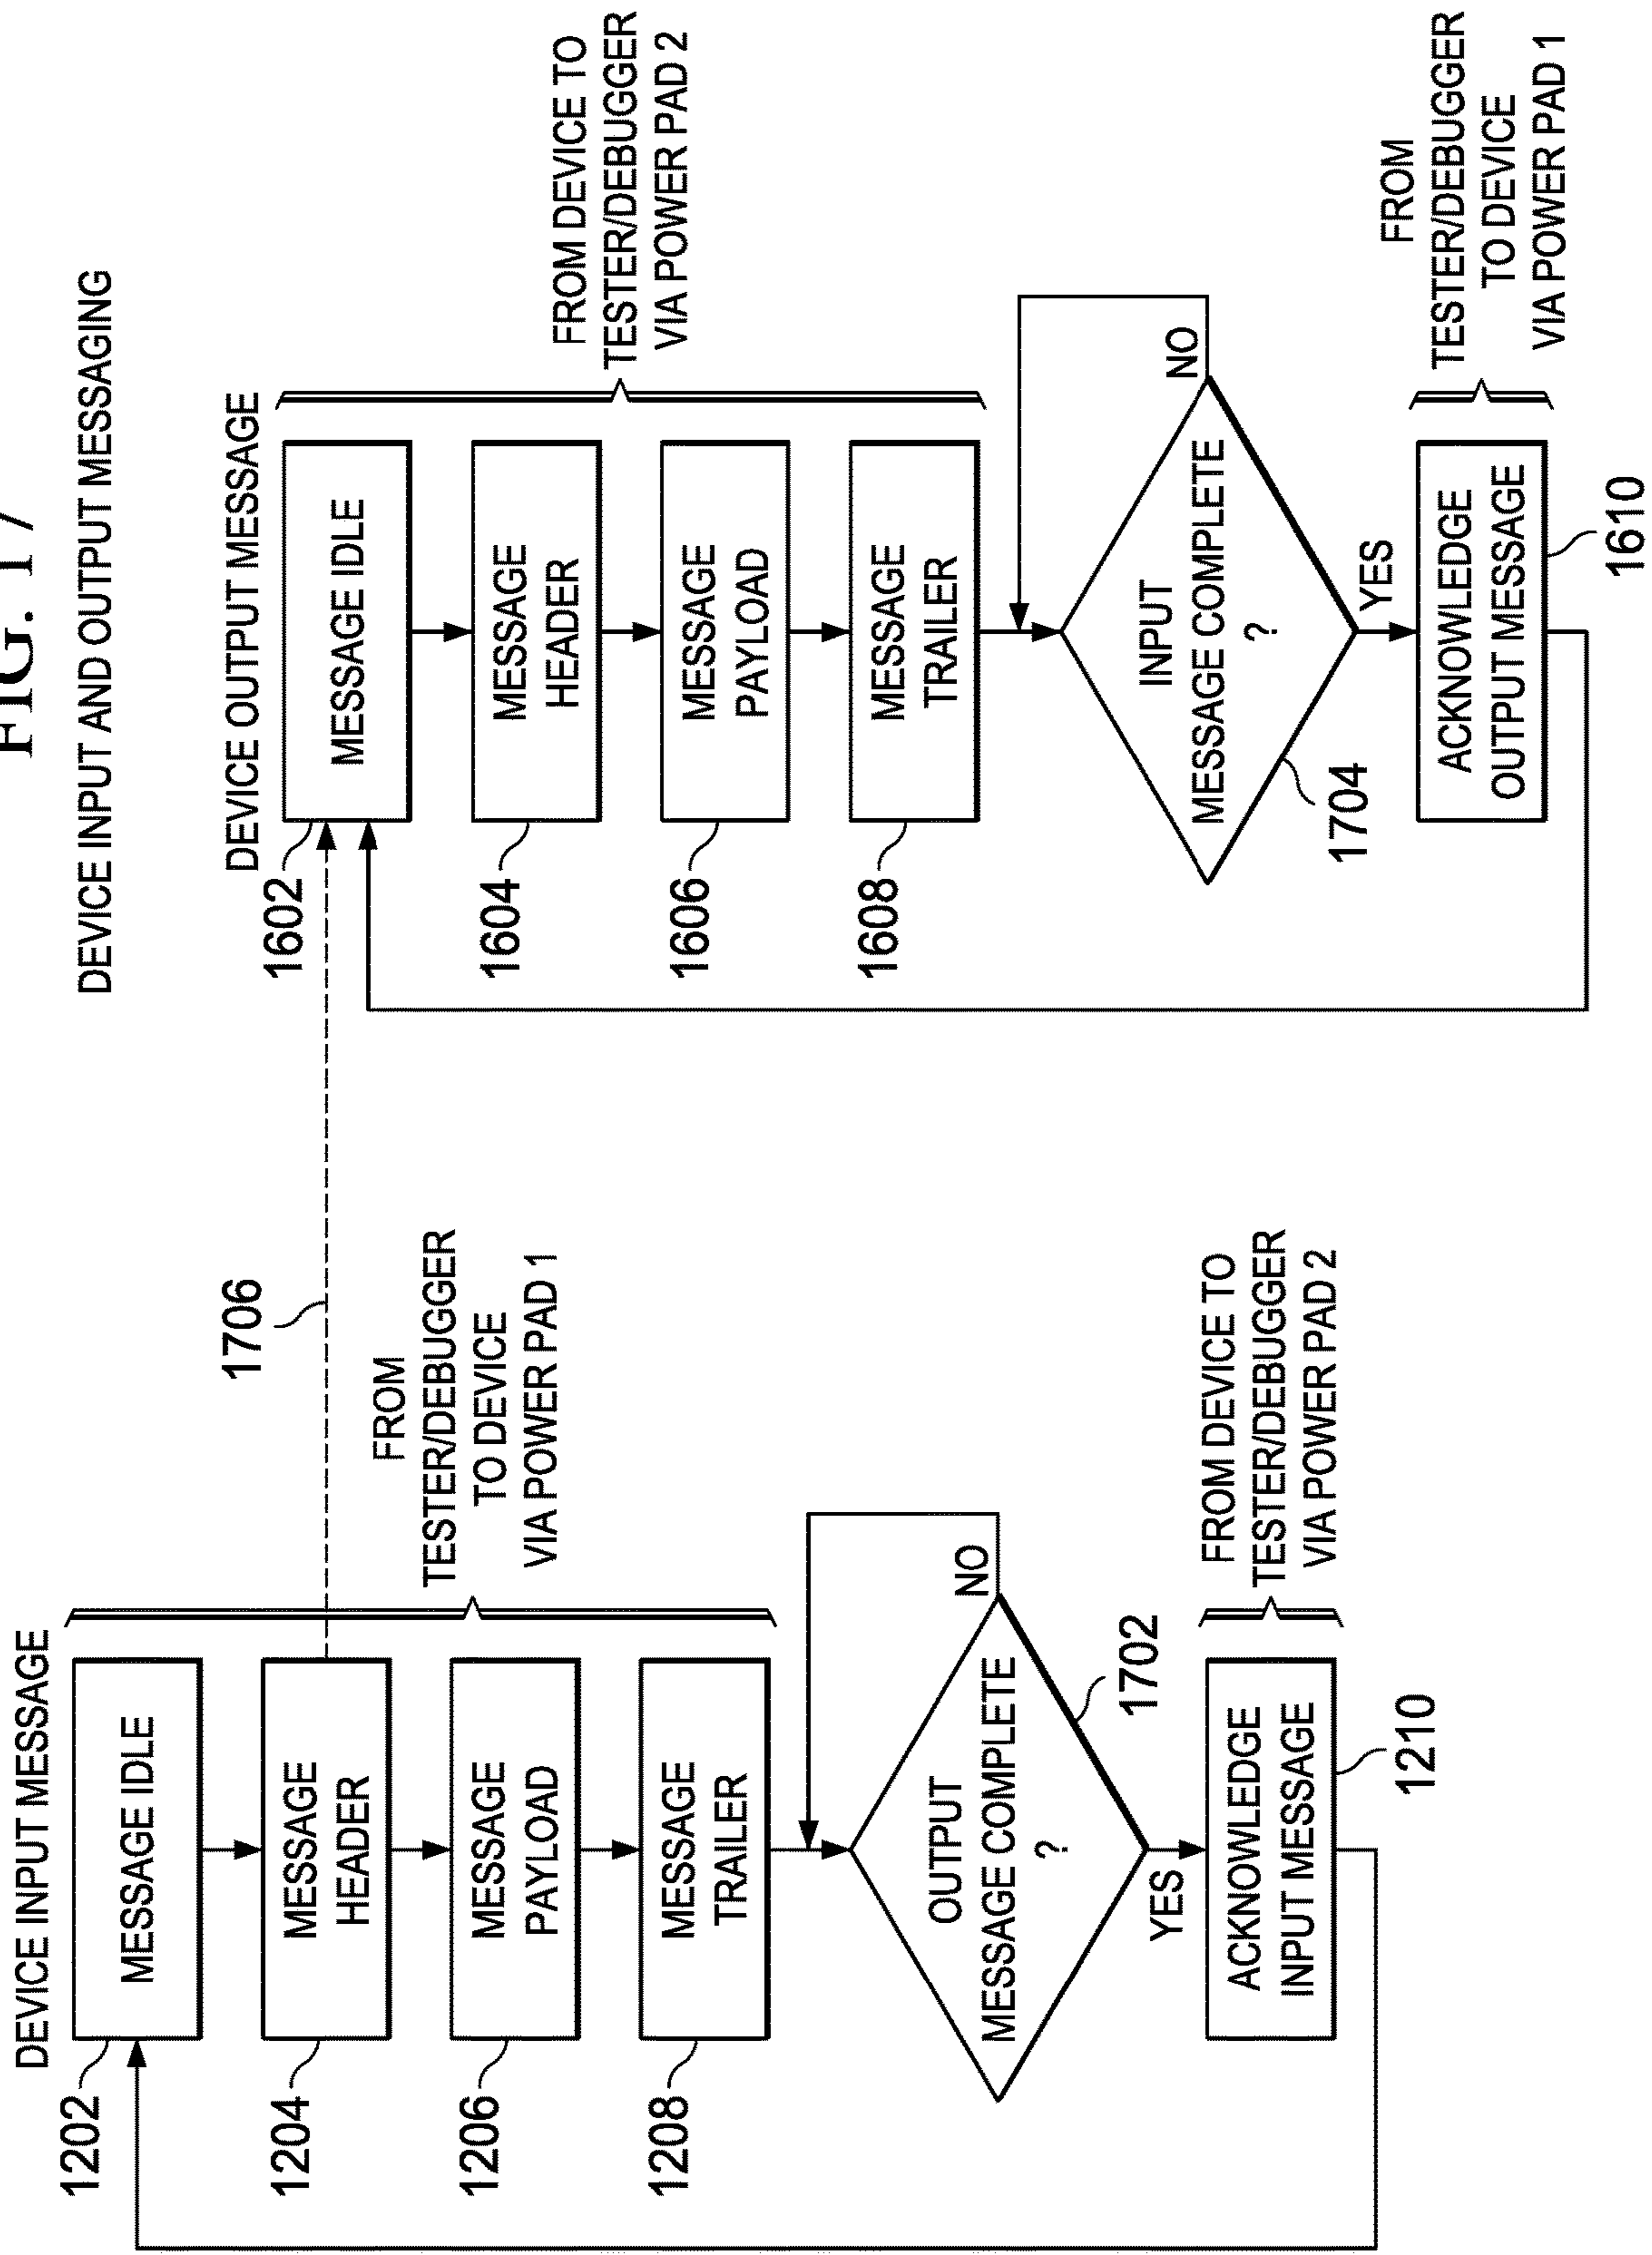 FIG. 17
DEVICE INPUT AND OUTPUT MESSAGING
DEVICE INPUT MESSAGE
1202
MESSAGE IDLE
1204
MESSAGE
HEADER
1206
MESSAGE
PAYLOAD
1208
MESSAGE
TRAILER
FROM
TESTER/DEBUGGER
TO DEVICE
VIA POWER PAD 1
OUTPUT
MESSAGE COMPLETE
?
NO
YES
1702
ACKNOWLEDGE
INPUT MESSAGE
1210
FROM DEVICE TO
TESTER/DEBUGGER
VIA POWER PAD 2
1706
DEVICE OUTPUT MESSAGE
1602
MESSAGE IDLE
1604
MESSAGE
HEADER
1606
MESSAGE
PAYLOAD
1608
MESSAGE
TRAILER
FROM DEVICE TO
TESTER/DEBUGGER
VIA POWER PAD 2
INPUT
MESSAGE COMPLETE
?
NO
YES
1704
ACKNOWLEDGE
OUTPUT MESSAGE
1610
FROM
TESTER/DEBUGGER
TO DEVICE
VIA POWER PAD 1